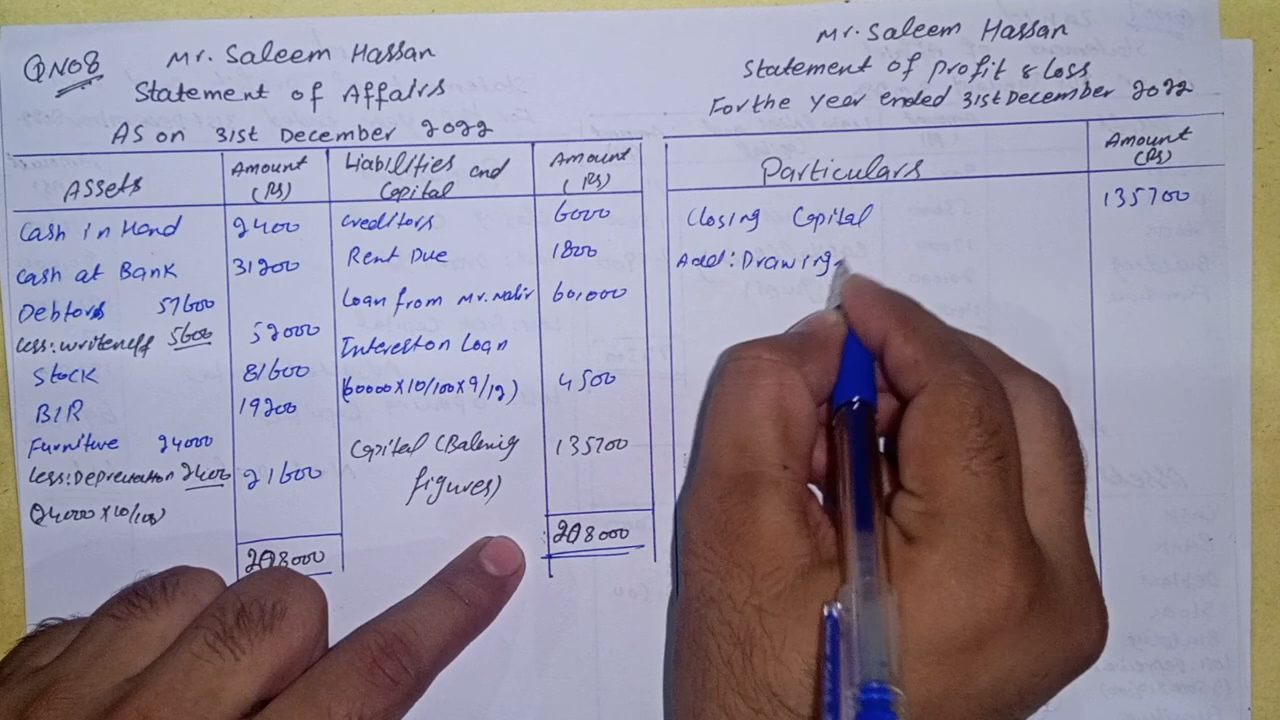 QNO8
Mr. Saleem Hassan
Statement of Affairs
AS on 31st December 2022
Assets Amount (Rs) Liabilities and Capital Amount (Rs)
Cash in Hand 2400 Creditors 6000
Cash at Bank 31200 Rent Due 1800
Debtors 57600 Loan from Mr. Nasir 60,000
less: writeneff 5600 52000 Interest on Loan
Stock 81600 (60000 x 10/100 x 9/12) 4500
B/R 19200
Furniture 24000 Capital (Balening 135700
less: Depreciation 2400 21600 figures)
(24000 x 10/100)
208000 208000
Mr. Saleem Hassan
Statement of Profit & Loss
For the Year ended 31st December 2022
Particulars Amount (Rs)
Closing Capital 135700
Add: Drawing